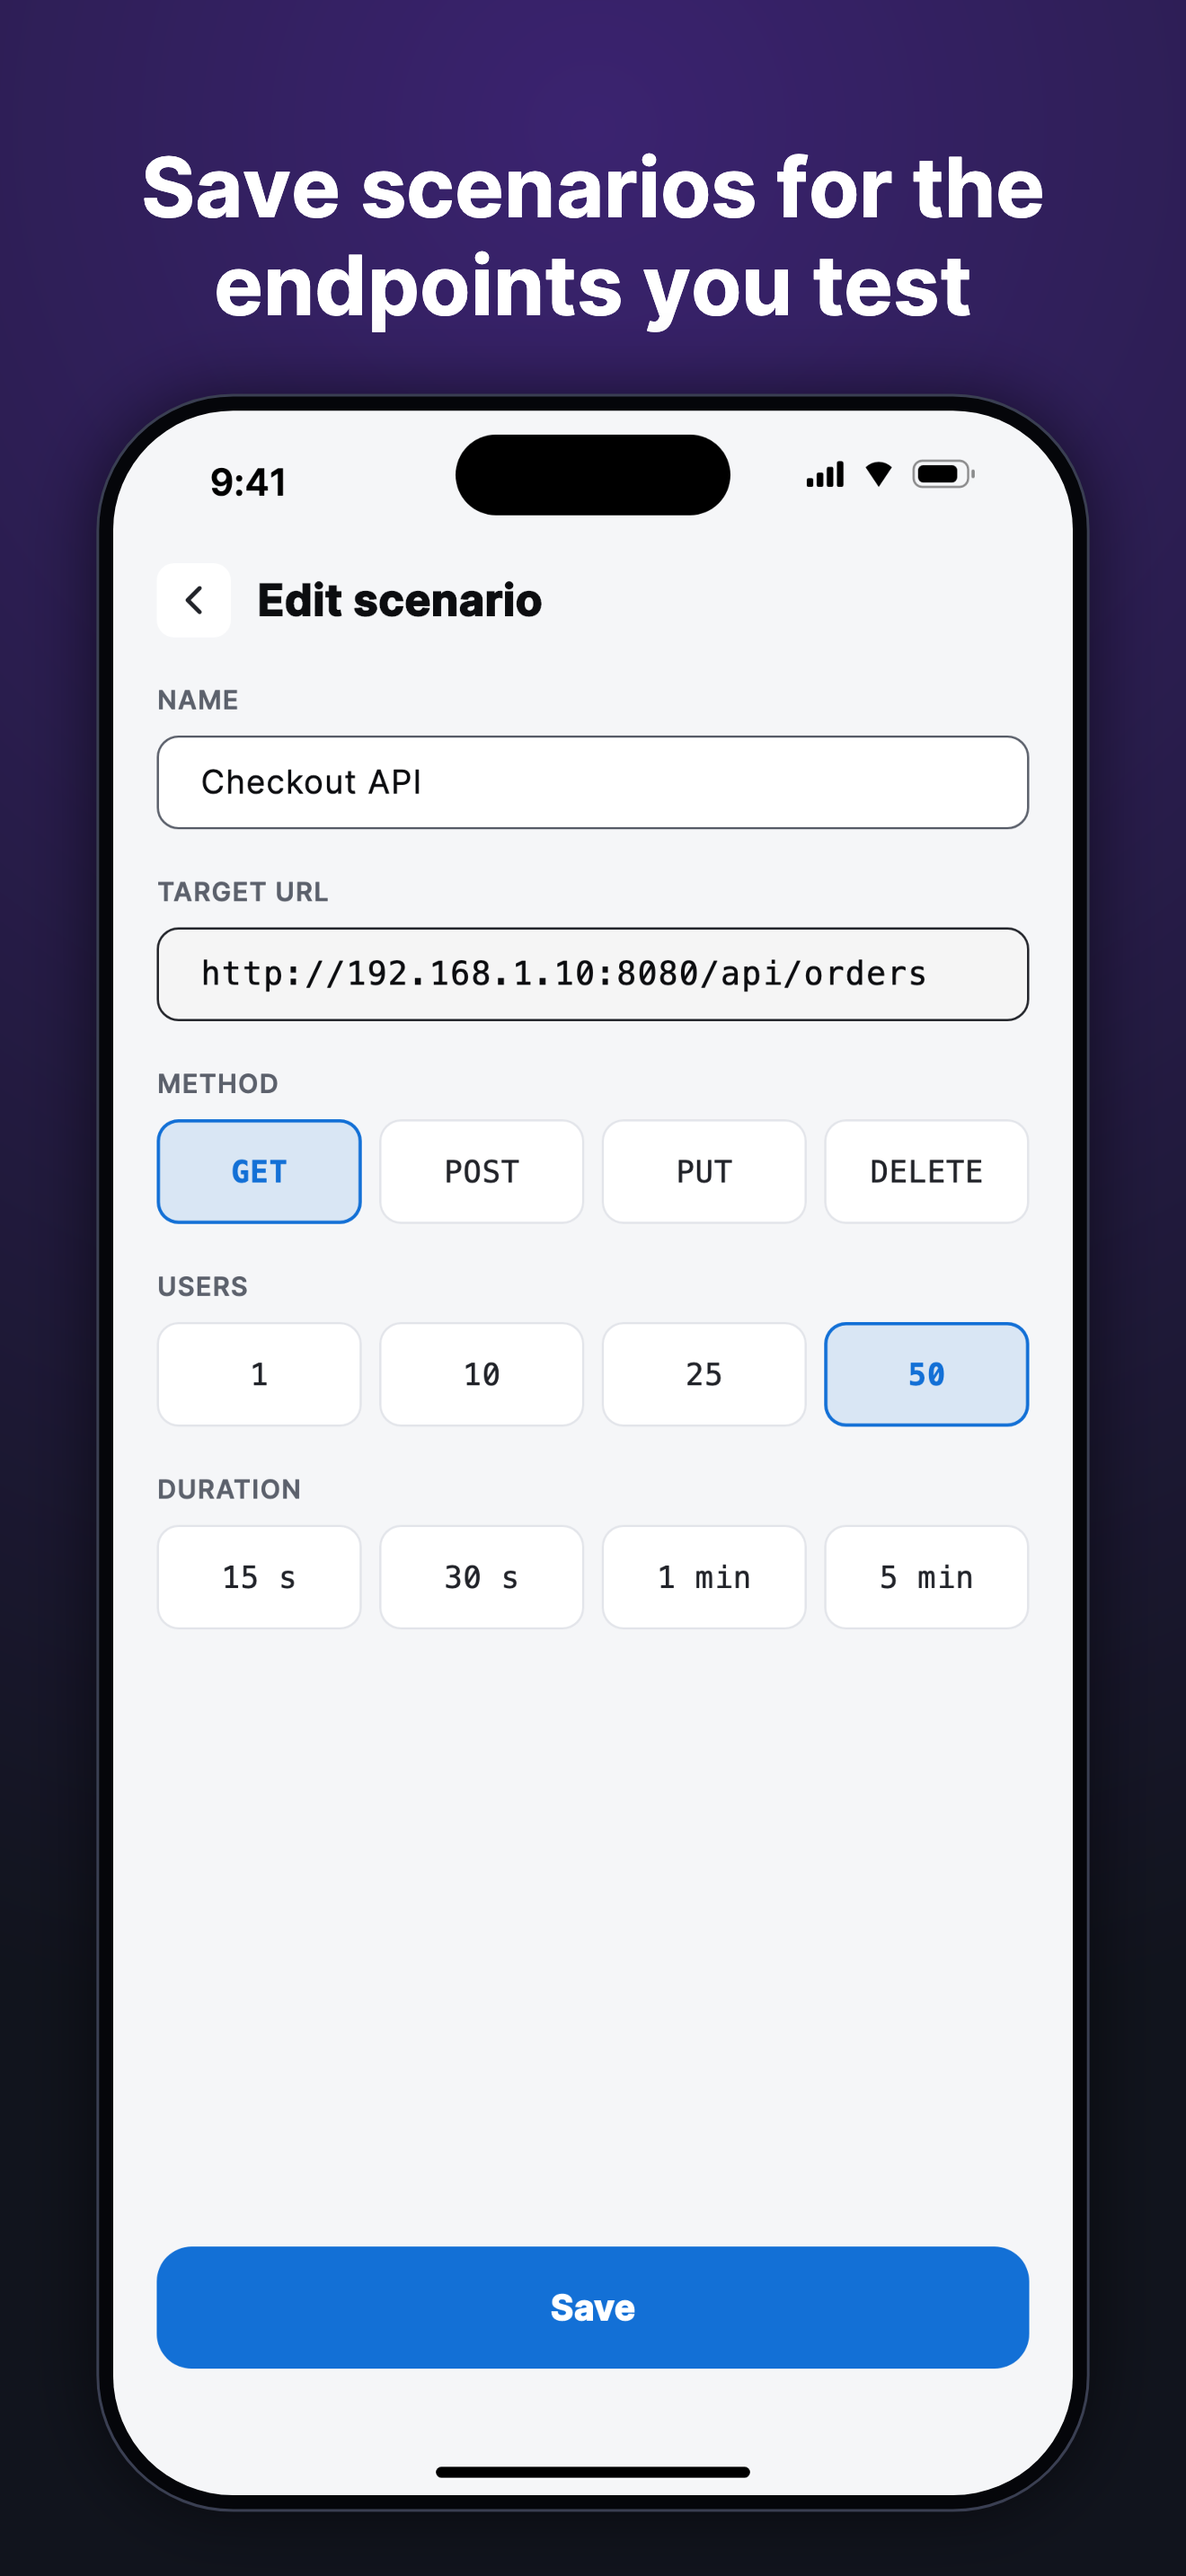 Save scenarios for the
endpoints you test
9:41
Edit scenario
NAME
Checkout API
TARGET URL
http://192.168.1.10:8080/api/orders
METHOD
GET POST PUT DELETE
USERS
1 10 25 50
DURATION
15 s 30 s 1 min 5 min
Save